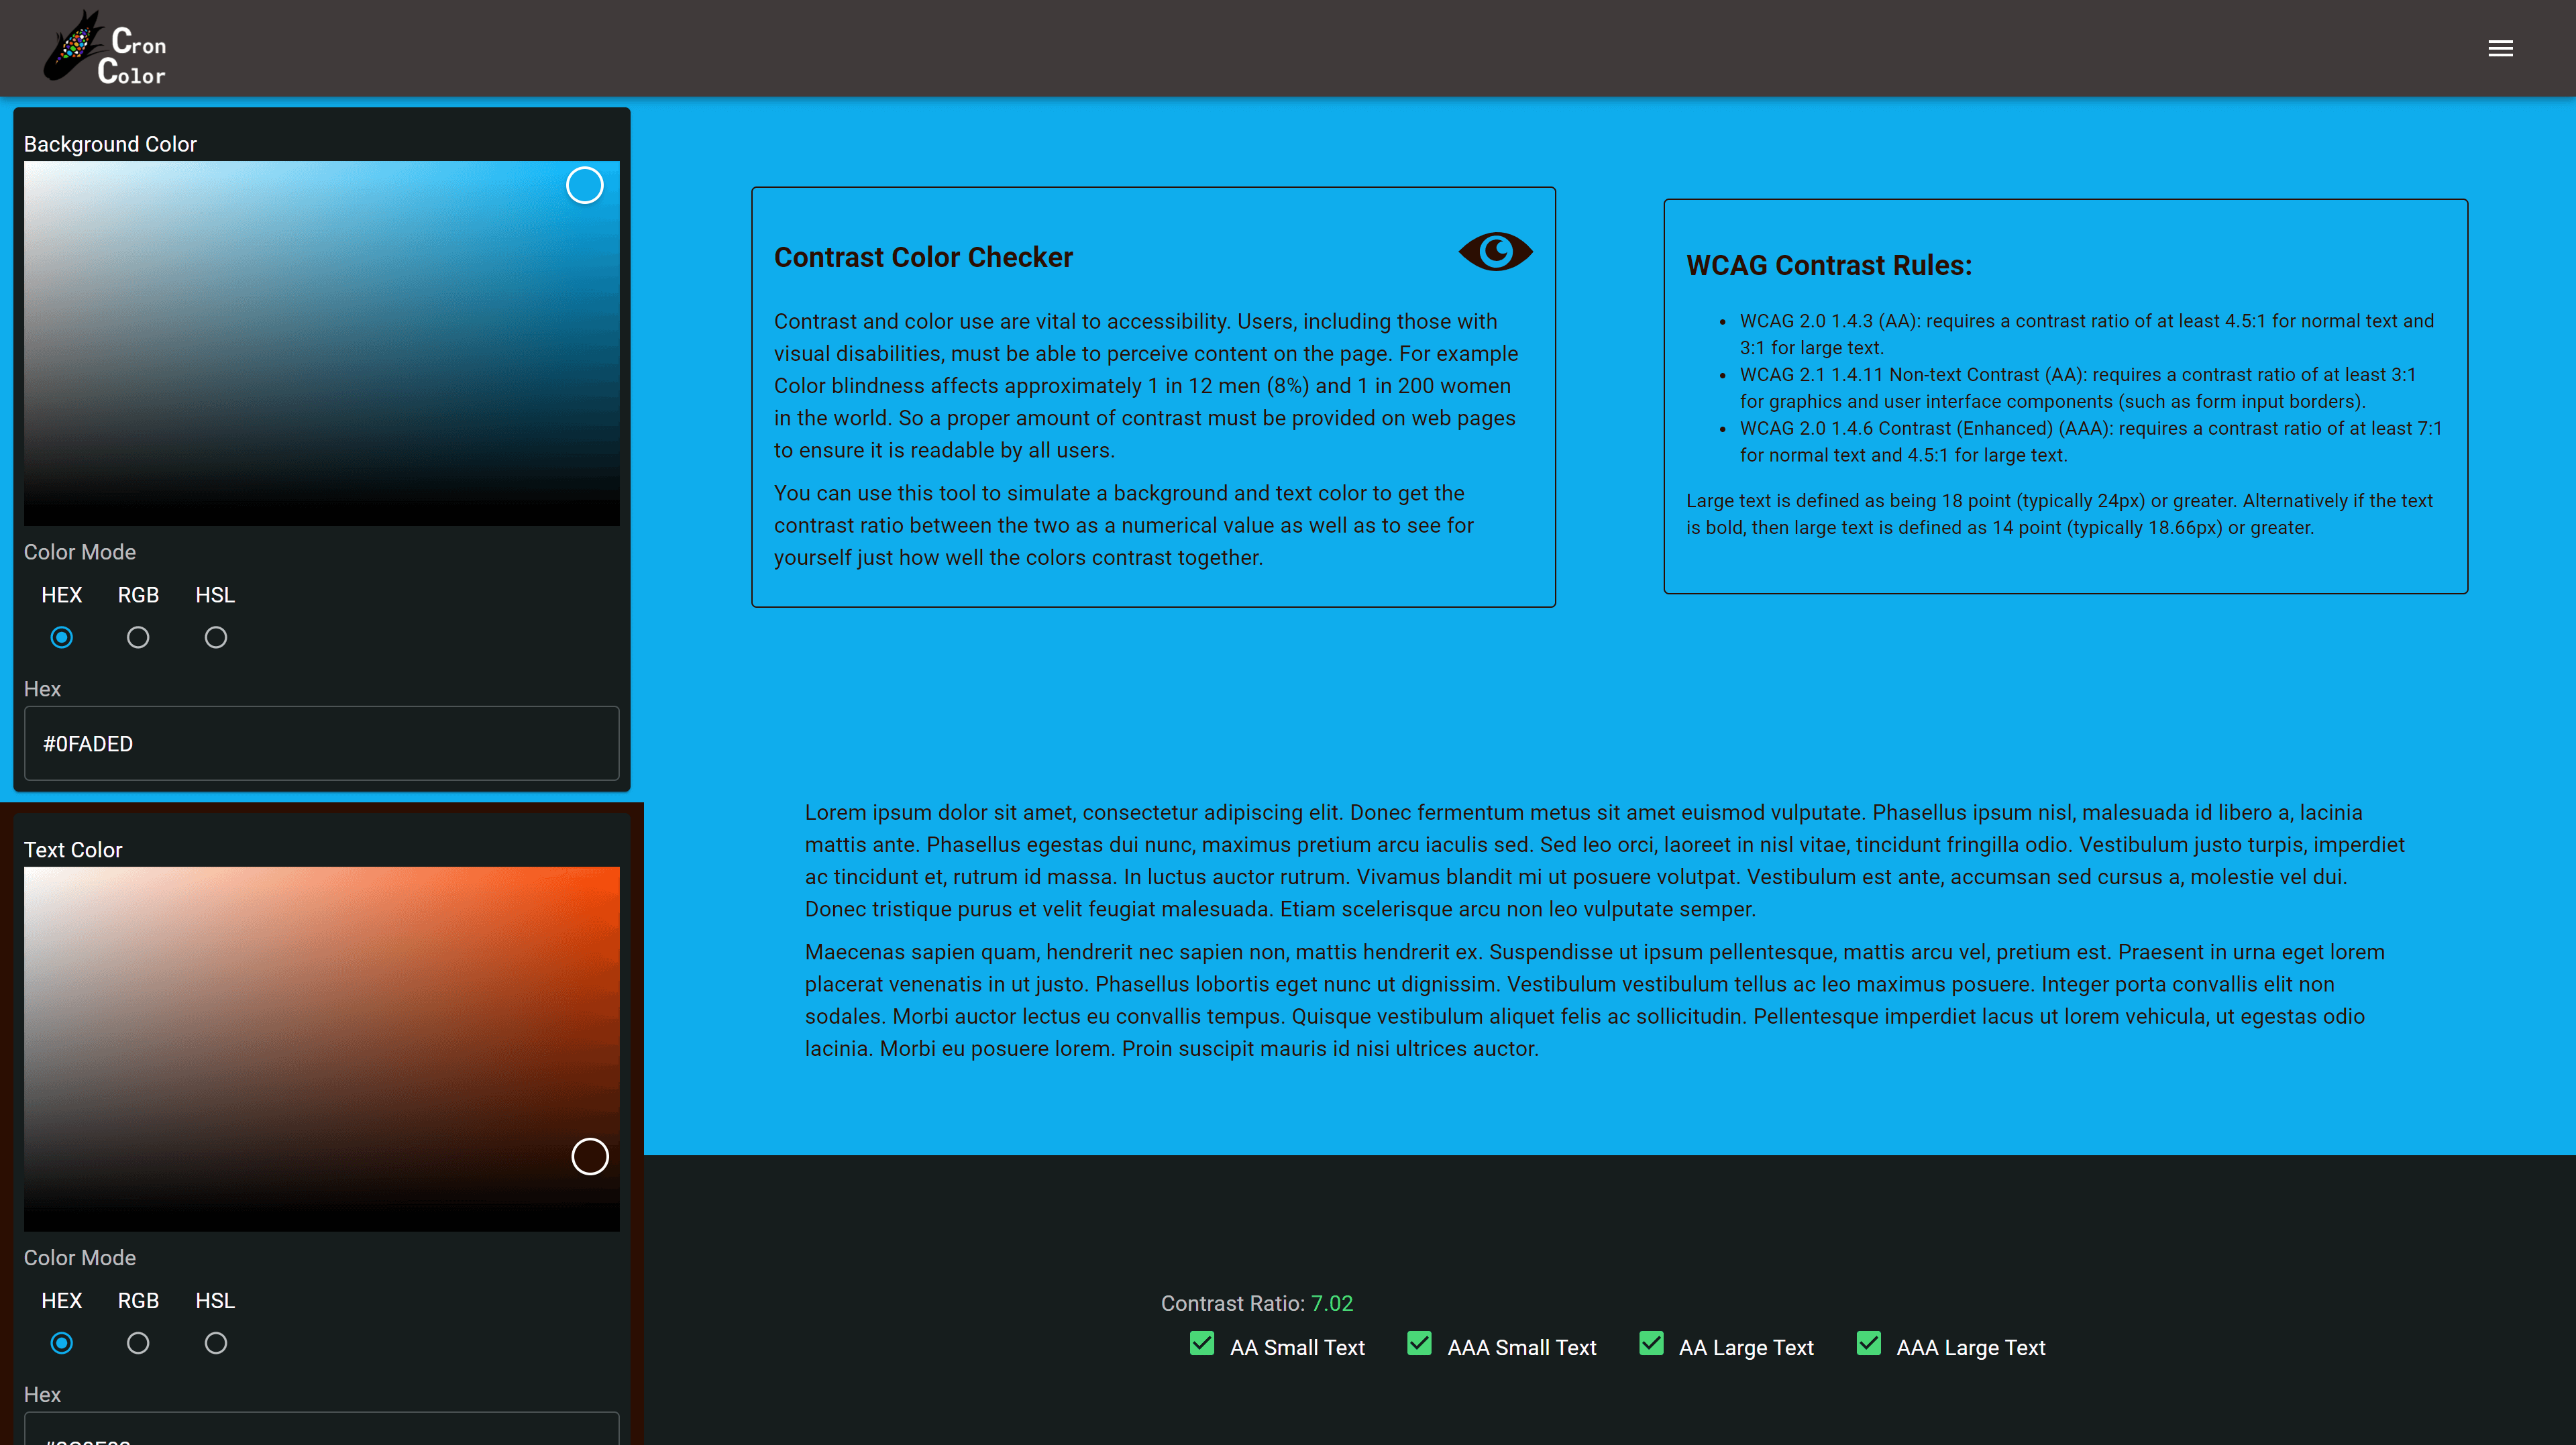 Cron
Color
Background Color
Color Mode
HEX RGB HSL
Hex
#0FADED
Text Color
Color Mode
HEX RGB HSL
Hex
Contrast Color Checker
Contrast and color use are vital to accessibility. Users, including those with
visual disabilities, must be able to perceive content on the page. For example
Color blindness affects approximately 1 in 12 men (8%) and 1 in 200 women
in the world. So a proper amount of contrast must be provided on web pages
to ensure it is readable by all users.
You can use this tool to simulate a background and text color to get the
contrast ratio between the two as a numerical value as well as to see for
yourself just how well the colors contrast together.
WCAG Contrast Rules:
• WCAG 2.0 1.4.3 (AA): requires a contrast ratio of at least 4.5:1 for normal text and
3:1 for large text.
• WCAG 2.1 1.4.11 Non-text Contrast (AA): requires a contrast ratio of at least 3:1
for graphics and user interface components (such as form input borders).
• WCAG 2.0 1.4.6 Contrast (Enhanced) (AAA): requires a contrast ratio of at least 7:1
for normal text and 4.5:1 for large text.
Large text is defined as being 18 point (typically 24px) or greater. Alternatively if the text
is bold, then large text is defined as 14 point (typically 18.66px) or greater.
Lorem ipsum dolor sit amet, consectetur adipiscing elit. Donec fermentum metus sit amet euismod vulputate. Phasellus ipsum nisl, malesuada id libero a, lacinia
mattis ante. Phasellus egestas dui nunc, maximus pretium arcu iaculis sed. Sed leo orci, laoreet in nisl vitae, tincidunt fringilla odio. Vestibulum justo turpis, imperdiet
ac tincidunt et, rutrum id massa. In luctus auctor rutrum. Vivamus blandit mi ut posuere volutpat. Vestibulum est ante, accumsan sed cursus a, molestie vel dui.
Donec tristique purus et velit feugiat malesuada. Etiam scelerisque arcu non leo vulputate semper.
Maecenas sapien quam, hendrerit nec sapien non, mattis hendrerit ex. Suspendisse ut ipsum pellentesque, mattis arcu vel, pretium est. Praesent in urna eget lorem
placerat venenatis in ut justo. Phasellus lobortis eget nunc ut dignissim. Vestibulum vestibulum tellus ac leo maximus posuere. Integer porta convallis elit non
sodales. Morbi auctor lectus eu convallis tempus. Quisque vestibulum aliquet felis ac sollicitudin. Pellentesque imperdiet lacus ut lorem vehicula, ut egestas odio
lacinia. Morbi eu posuere lorem. Proin suscipit mauris id nisi ultrices auctor.
Contrast Ratio: 7.02
AA Small Text AAA Small Text AA Large Text AAA Large Text